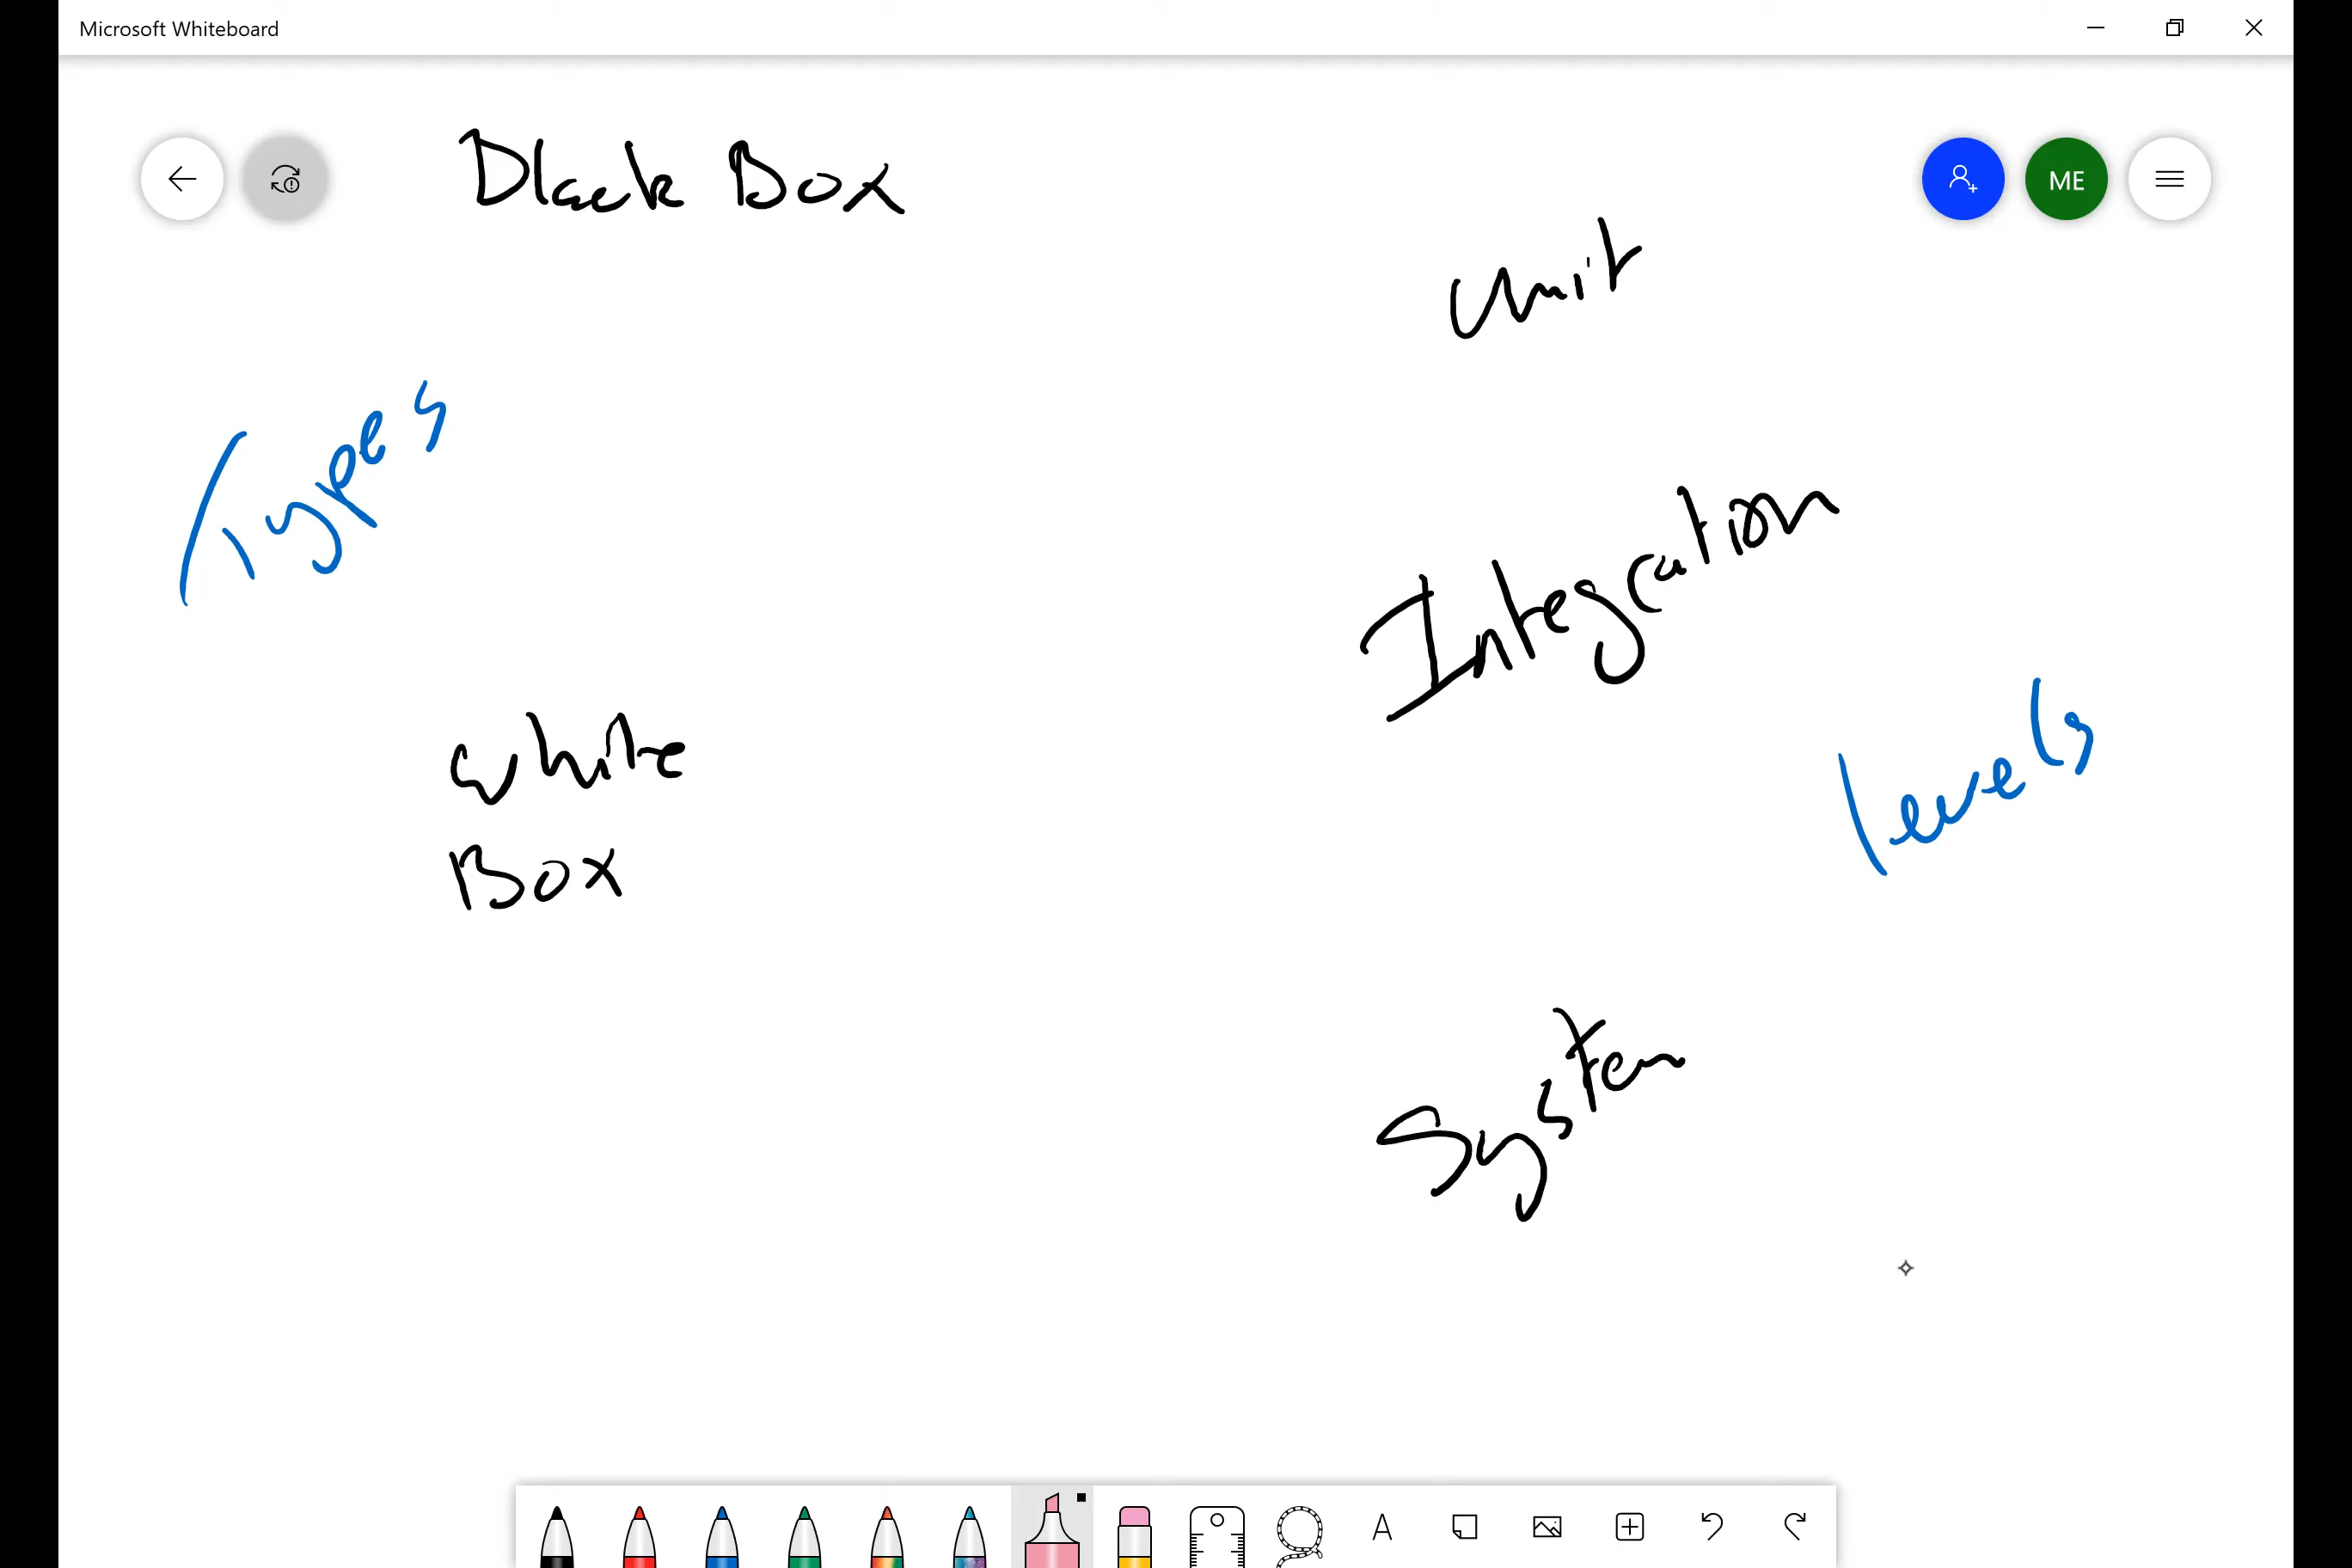 Microsoft Whiteboard
Black Box
ME
Unit
Types
Integration
White
Box
levels
System
A